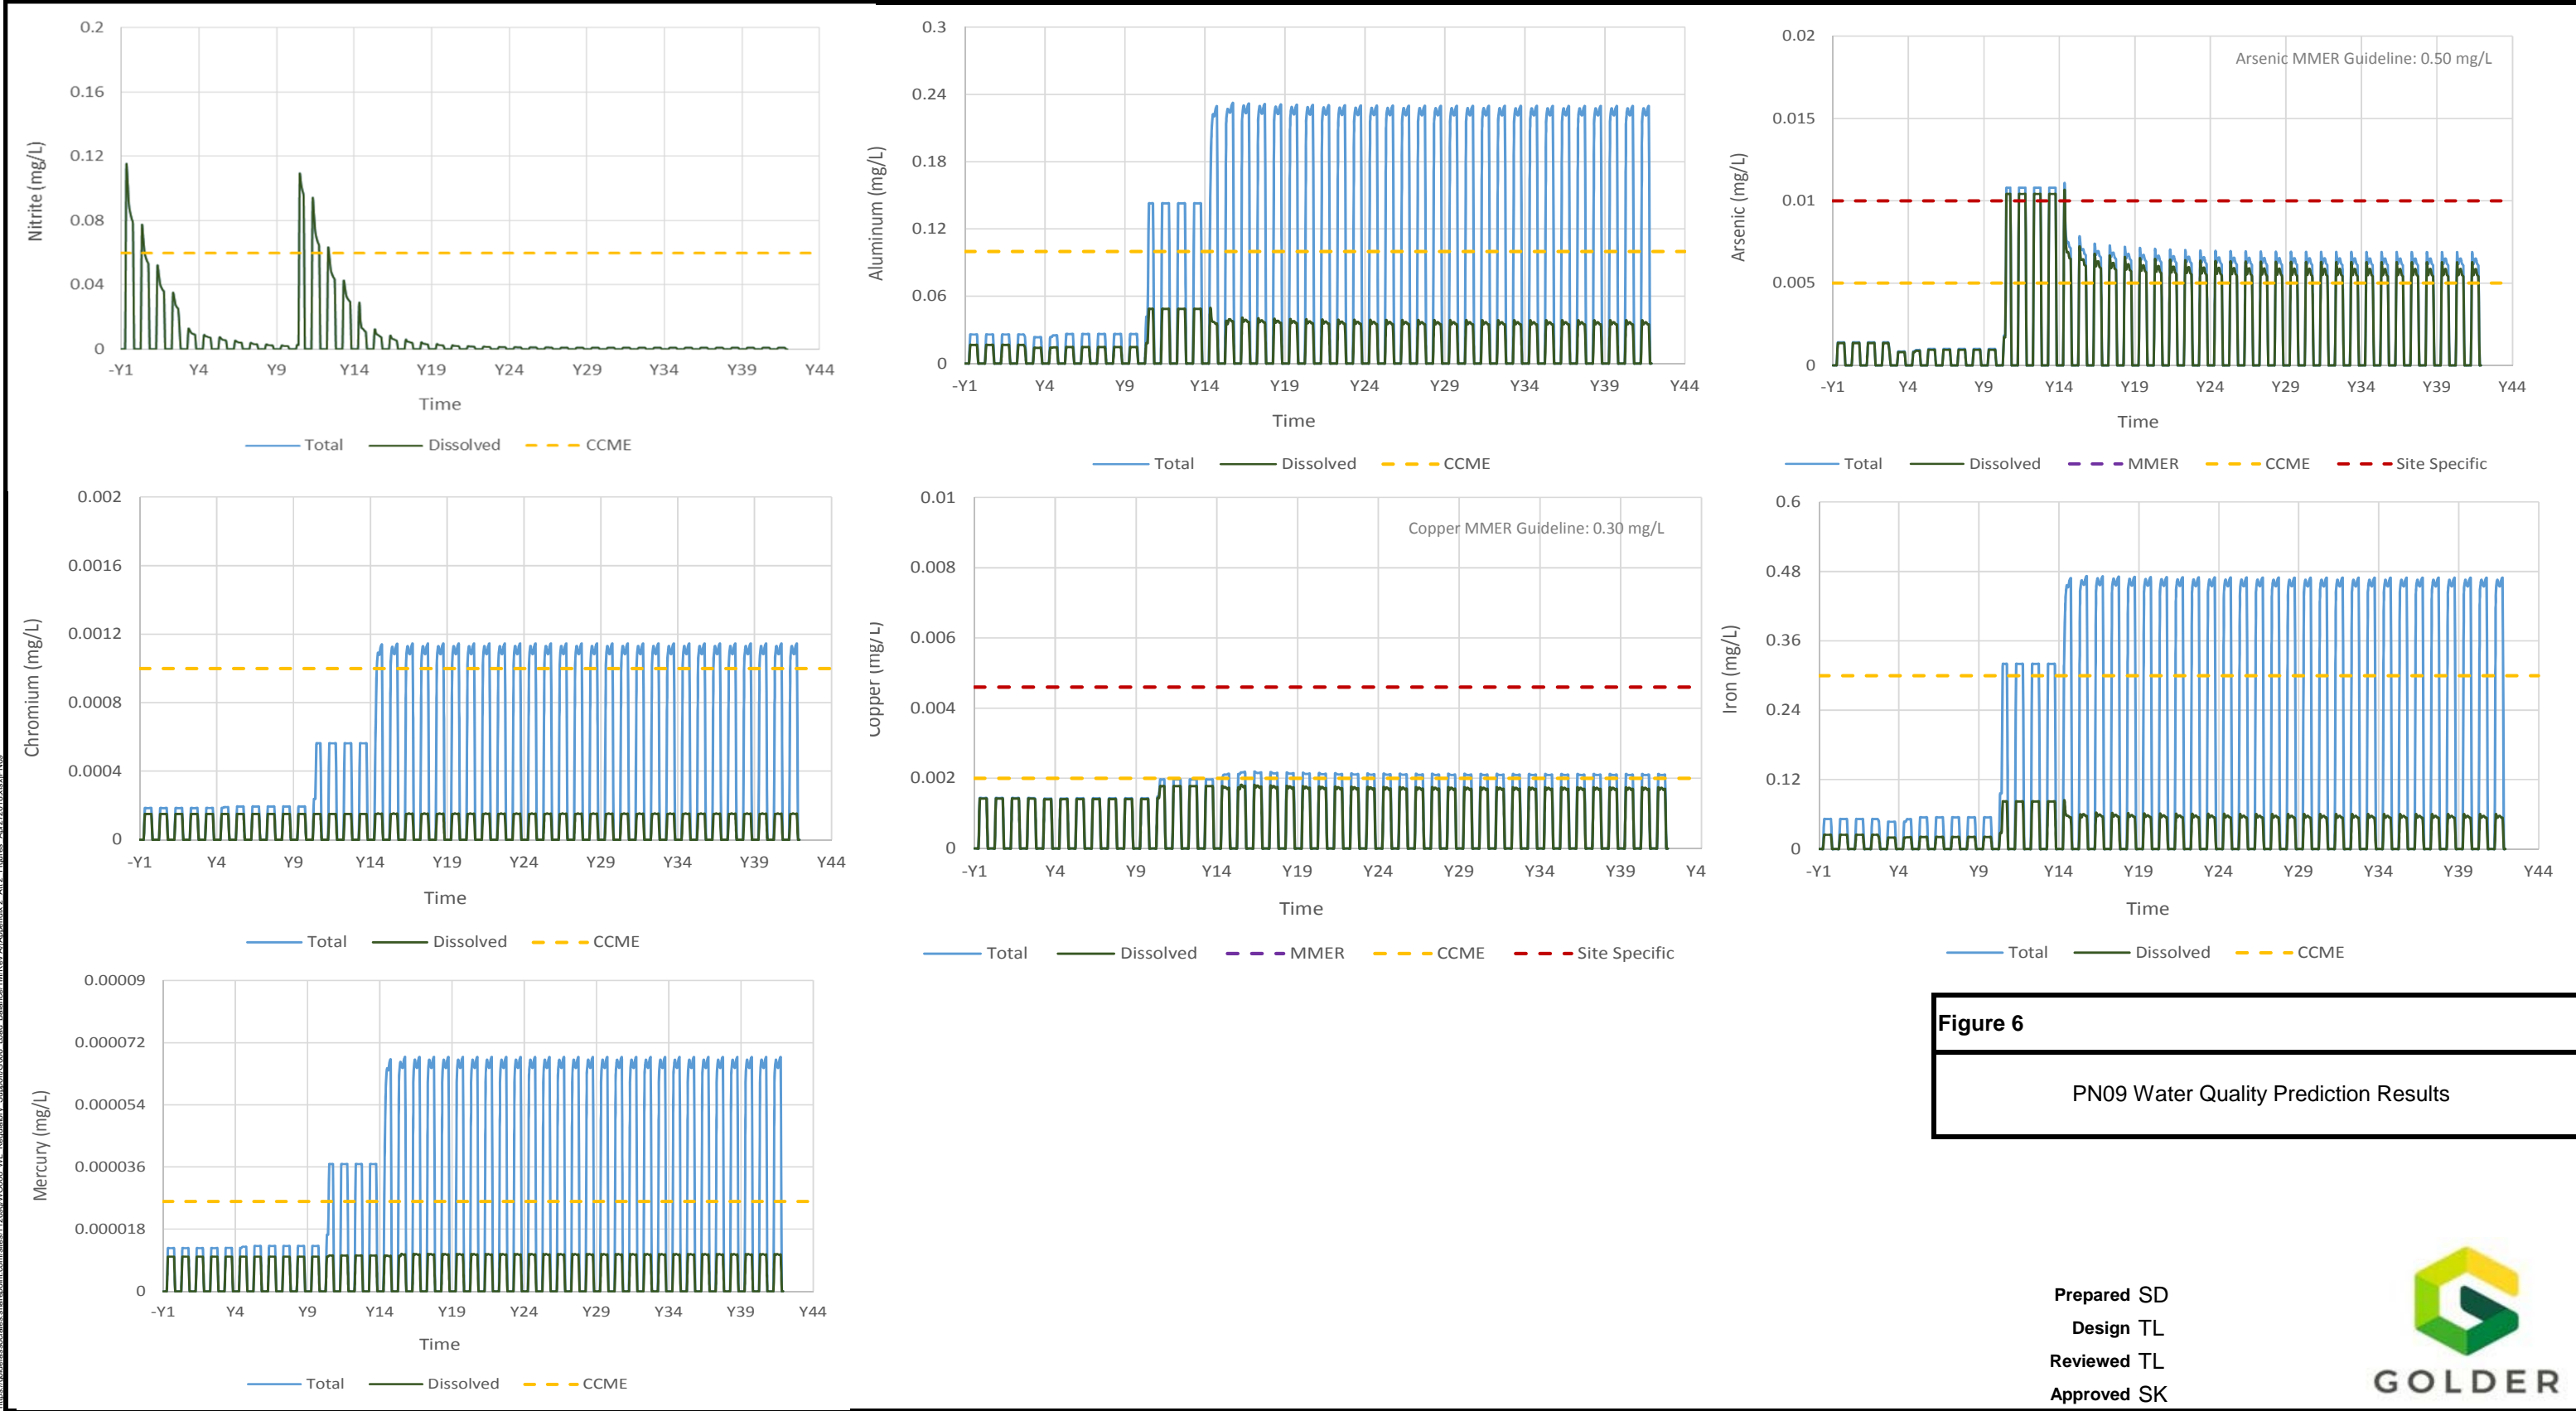 0.2
0.16
0.12
0.08
0.04
0
Nitrite (mg/L)
-Y1 Y4 Y9 Y14 Y19 Y24 Y29 Y34 Y39 Y44
Time
Total Dissolved CCME
0.3
0.24
0.18
0.12
0.06
0
Aluminum (mg/L)
-Y1 Y4 Y9 Y14 Y19 Y24 Y29 Y34 Y39 Y44
Time
Total Dissolved CCME
0.02
0.015
0.01
0.005
0
Arsenic (mg/L)
Arsenic MMER Guideline: 0.50 mg/L
-Y1 Y4 Y9 Y14 Y19 Y24 Y29 Y34 Y39 Y44
Time
Total Dissolved MMER CCME Site Specific
0.002
0.0016
0.0012
0.0008
0.0004
0
Chromium (mg/L)
-Y1 Y4 Y9 Y14 Y19 Y24 Y29 Y34 Y39 Y44
Time
Total Dissolved CCME
0.01
0.008
0.006
0.004
0.002
0
Copper (mg/L)
Copper MMER Guideline: 0.30 mg/L
-Y1 Y4 Y9 Y14 Y19 Y24 Y29 Y34 Y39 Y4
Time
Total Dissolved MMER CCME Site Specific
0.6
0.48
0.36
0.24
0.12
0
Iron (mg/L)
-Y1 Y4 Y9 Y14 Y19 Y24 Y29 Y34 Y39 Y44
Time
Total Dissolved CCME
0.00009
0.000072
0.000054
0.000036
0.000018
0
Mercury (mg/L)
-Y1 Y4 Y9 Y14 Y19 Y24 Y29 Y34 Y39 Y44
Time
Total Dissolved CCME
Figure 6
PN09 Water Quality Prediction Results
Prepared SD
Design TL
Reviewed TL
Approved SK
GOLDER